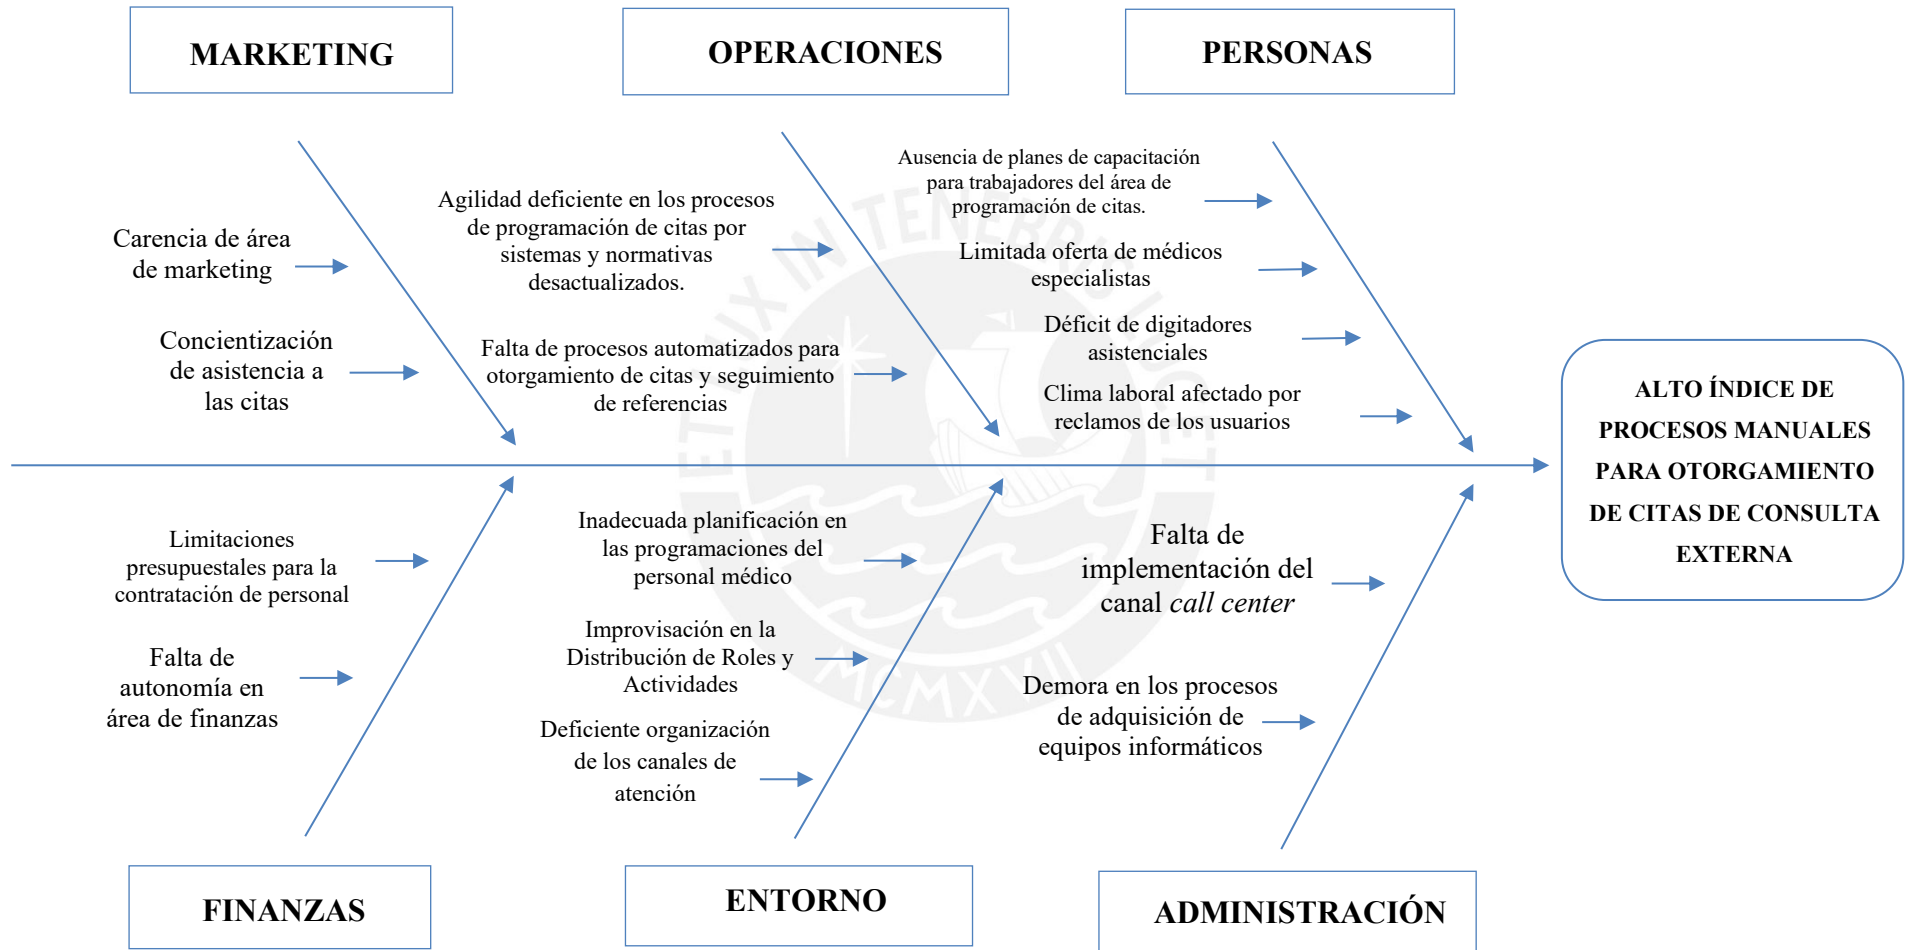 MARKETING
OPERACIONES
PERSONAS
Carencia de área
de marketing
Concientización
de asistencia a
las citas
Agilidad deficiente en los procesos
de programación de citas por
sistemas y normativas
desactualizados.
Falta de procesos automatizados para
otorgamiento de citas y seguimiento
de referencias
Ausencia de planes de capacitación
para trabajadores del área de
programación de citas.
Limitada oferta de médicos
especialistas
Déficit de digitadores
asistenciales
Clima laboral afectado por
reclamos de los usuarios
ALTO ÍNDICE DE
PROCESOS MANUALES
PARA OTORGAMIENTO
DE CITAS DE CONSULTA
EXTERNA
Limitaciones
presupuestales para la
contratación de personal
Falta de
autonomía en
área de finanzas
Inadecuada planificación en
las programaciones del
personal médico
Improvisación en la
Distribución de Roles y
Actividades
Deficiente organización
de los canales de
atención
Falta de
implementación del
canal call center
Demora en los procesos
de adquisición de
equipos informáticos
FINANZAS
ENTORNO
ADMINISTRACIÓN
ET LUX IN TENEBRIS LUCET
MCMXVII